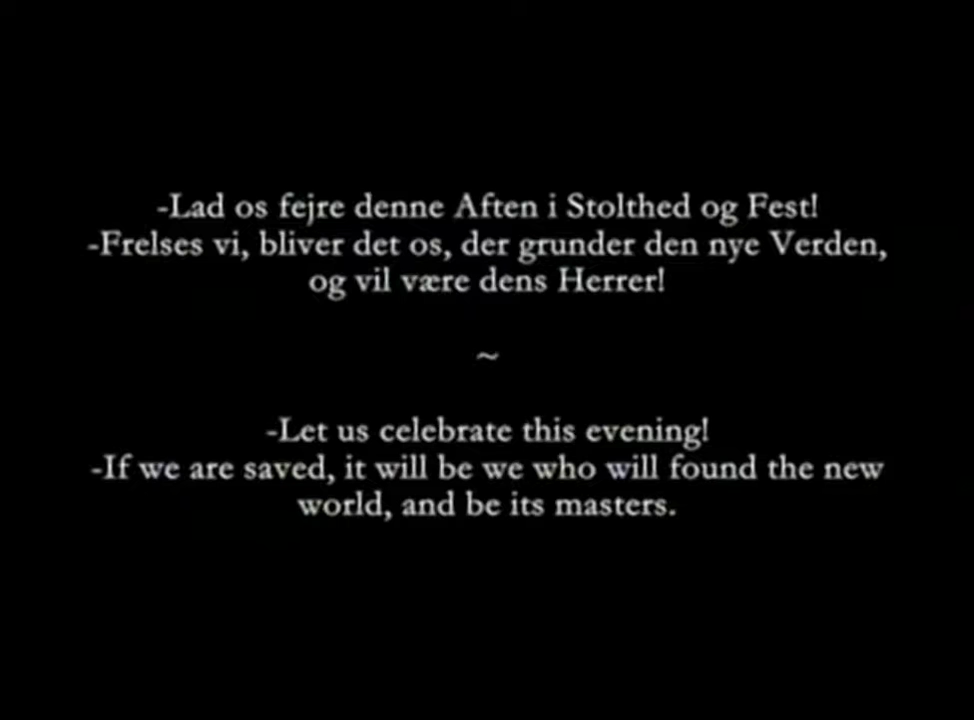 -Lad os fejre denne Aften i Stolthed og Fest!
-Frelses vi, bliver det os, der grunder den nye Verden,
og vil være dens Herrer!
~
-Let us celebrate this evening!
-If we are saved, it will be we who will found the new
world, and be its masters.